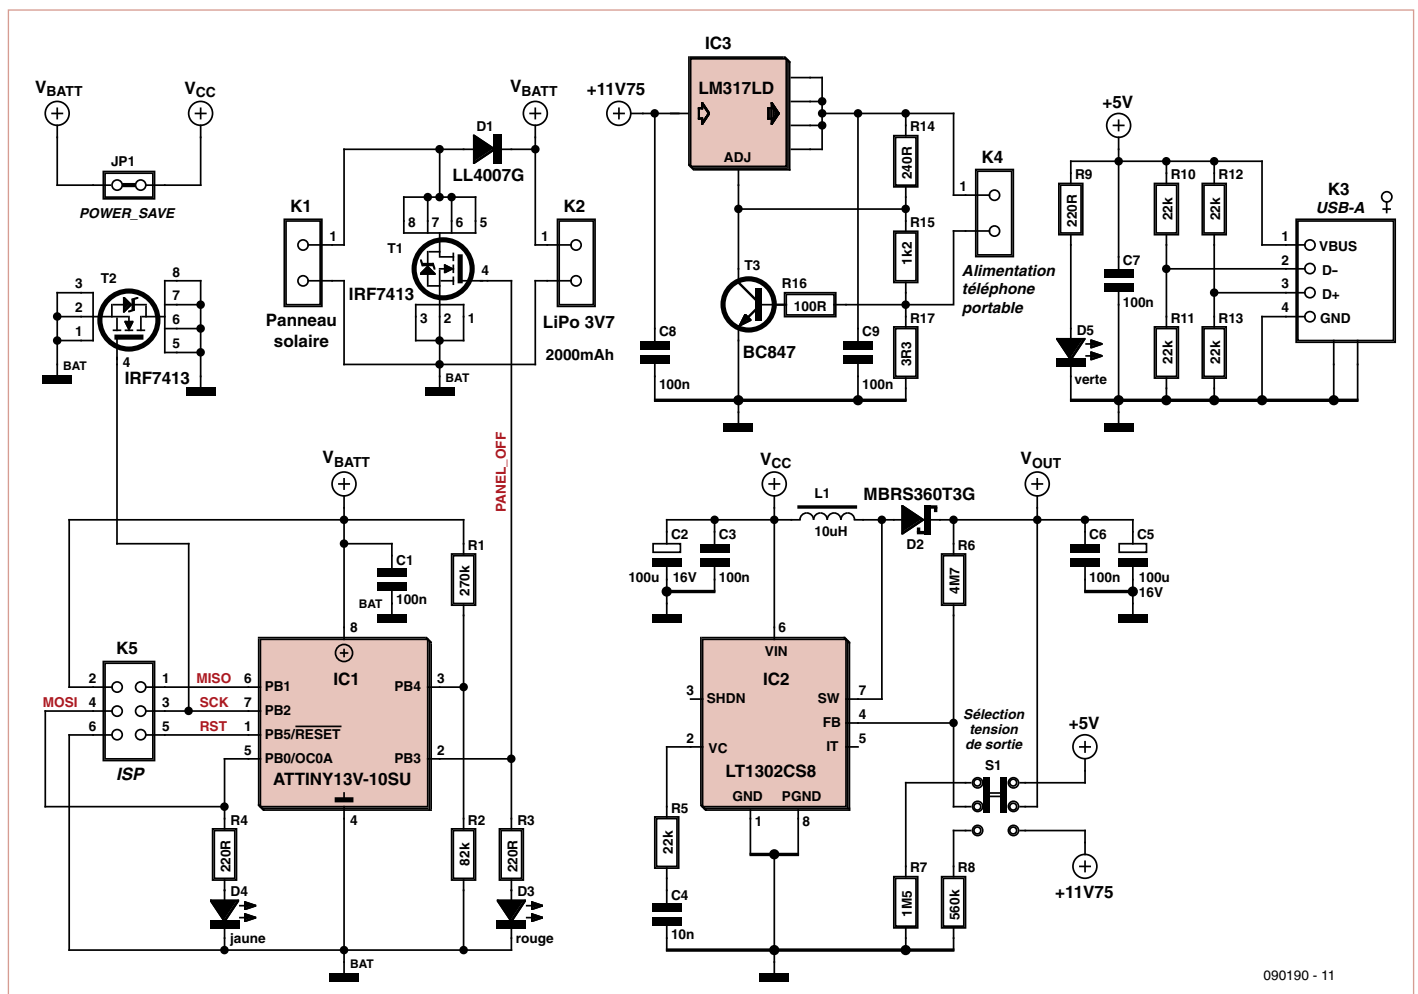 VBATT
VCC
JP1
POWER_SAVE
T2
3
2
1
8
7
6
5
4
BAT
IRF7413
VBATT
D1
LL4007G
K1
1
2
Panneau
solaire
8
7
6
5
T1
4
IRF7413
3
2
1
BAT
K2
1
2
LiPo 3V7
2000mAh
PANEL_OFF
IC3
+11V75
LM317LD
ADJ
R14
240R
R15
1k2
K4
1
2
Alimentation
téléphone
portable
T3
R16
100R
BC847
R17
3R3
C8
100n
C9
100n
+5V
R9
220R
R10
22k
R12
22k
K3
USB-A
1
VBUS
2
D–
3
D+
4
GND
C7
100n
R11
22k
R13
22k
D5
verte
VBATT
C1
100n
BAT
R1
270k
K5
2
1
MISO
6
PB1
MOSI
4
3
SCK
7
PB2
6
5
RST
1
PB5/RESET
5
PB0/OC0A
ISP
8
IC1
PB4
3
PB3
2
ATTINY13V-10SU
4
R4
220R
D4
jaune
R2
82k
R3
220R
D3
rouge
BAT
VCC
L1
10uH
MBRS360T3G
D2
VOUT
C2
100u
16V
C3
100n
R6
4M7
C6
100n
C5
100u
16V
6
VIN
IC2
3
SHDN
SW
7
FB
4
2
VC
IT
5
LT1302CS8
GND
PGND
1
8
R5
22k
C4
10n
Sélection
tension
de sortie
S1
+5V
+11V75
R7
1M5
R8
560k
090190 - 11